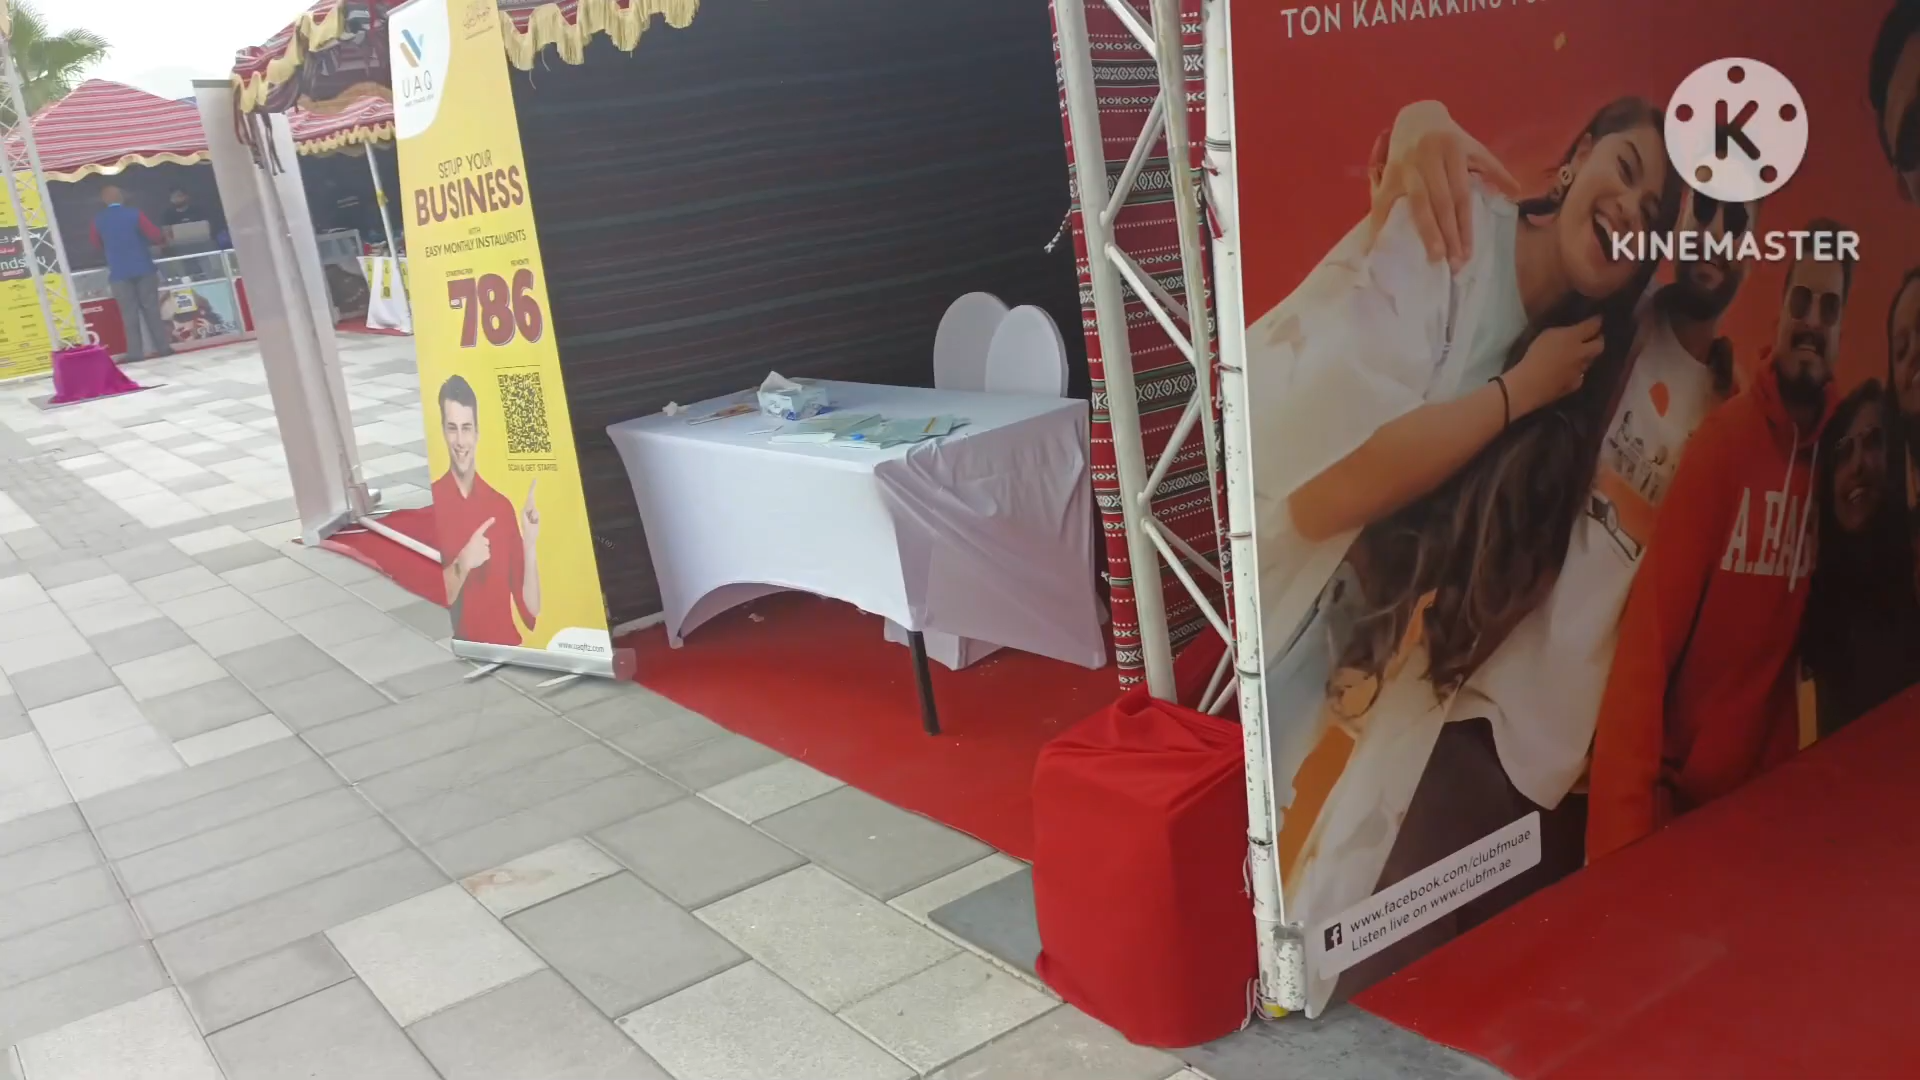 UAQ
SETUP YOUR
BUSINESS
WITH
EASY MONTHLY INSTALLMENTS
786
SCAN & GET STARTED
www.uaqftz.com
TON KANAKKINU
KINEMASTER
www.facebook.com/clubfmuae
Listen live on www.clubfm.ae